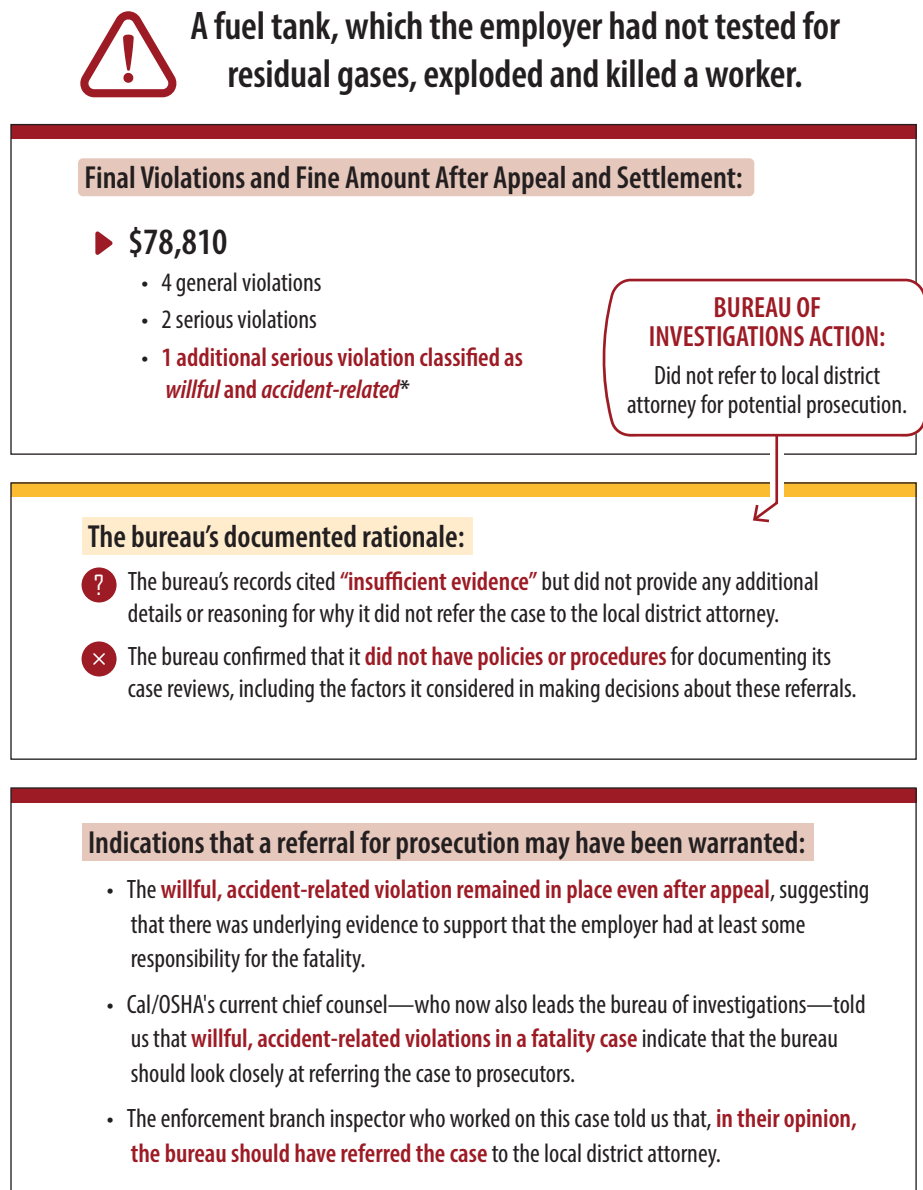 A fuel tank, which the employer had not tested for
residual gases, exploded and killed a worker.
Final Violations and Fine Amount After Appeal and Settlement:
$78,810
• 4 general violations
• 2 serious violations
• 1 additional serious violation classified as
willful and accident-related*
BUREAU OF
INVESTIGATIONS ACTION:
Did not refer to local district
attorney for potential prosecution.
The bureau’s documented rationale:
The bureau’s records cited “insufficient evidence” but did not provide any additional
details or reasoning for why it did not refer the case to the local district attorney.
The bureau confirmed that it did not have policies or procedures for documenting its
case reviews, including the factors it considered in making decisions about these referrals.
Indications that a referral for prosecution may have been warranted:
• The willful, accident-related violation remained in place even after appeal, suggesting
that there was underlying evidence to support that the employer had at least some
responsibility for the fatality.
• Cal/OSHA's current chief counsel—who now also leads the bureau of investigations—told
us that willful, accident-related violations in a fatality case indicate that the bureau
should look closely at referring the case to prosecutors.
• The enforcement branch inspector who worked on this case told us that, in their opinion,
the bureau should have referred the case to the local district attorney.